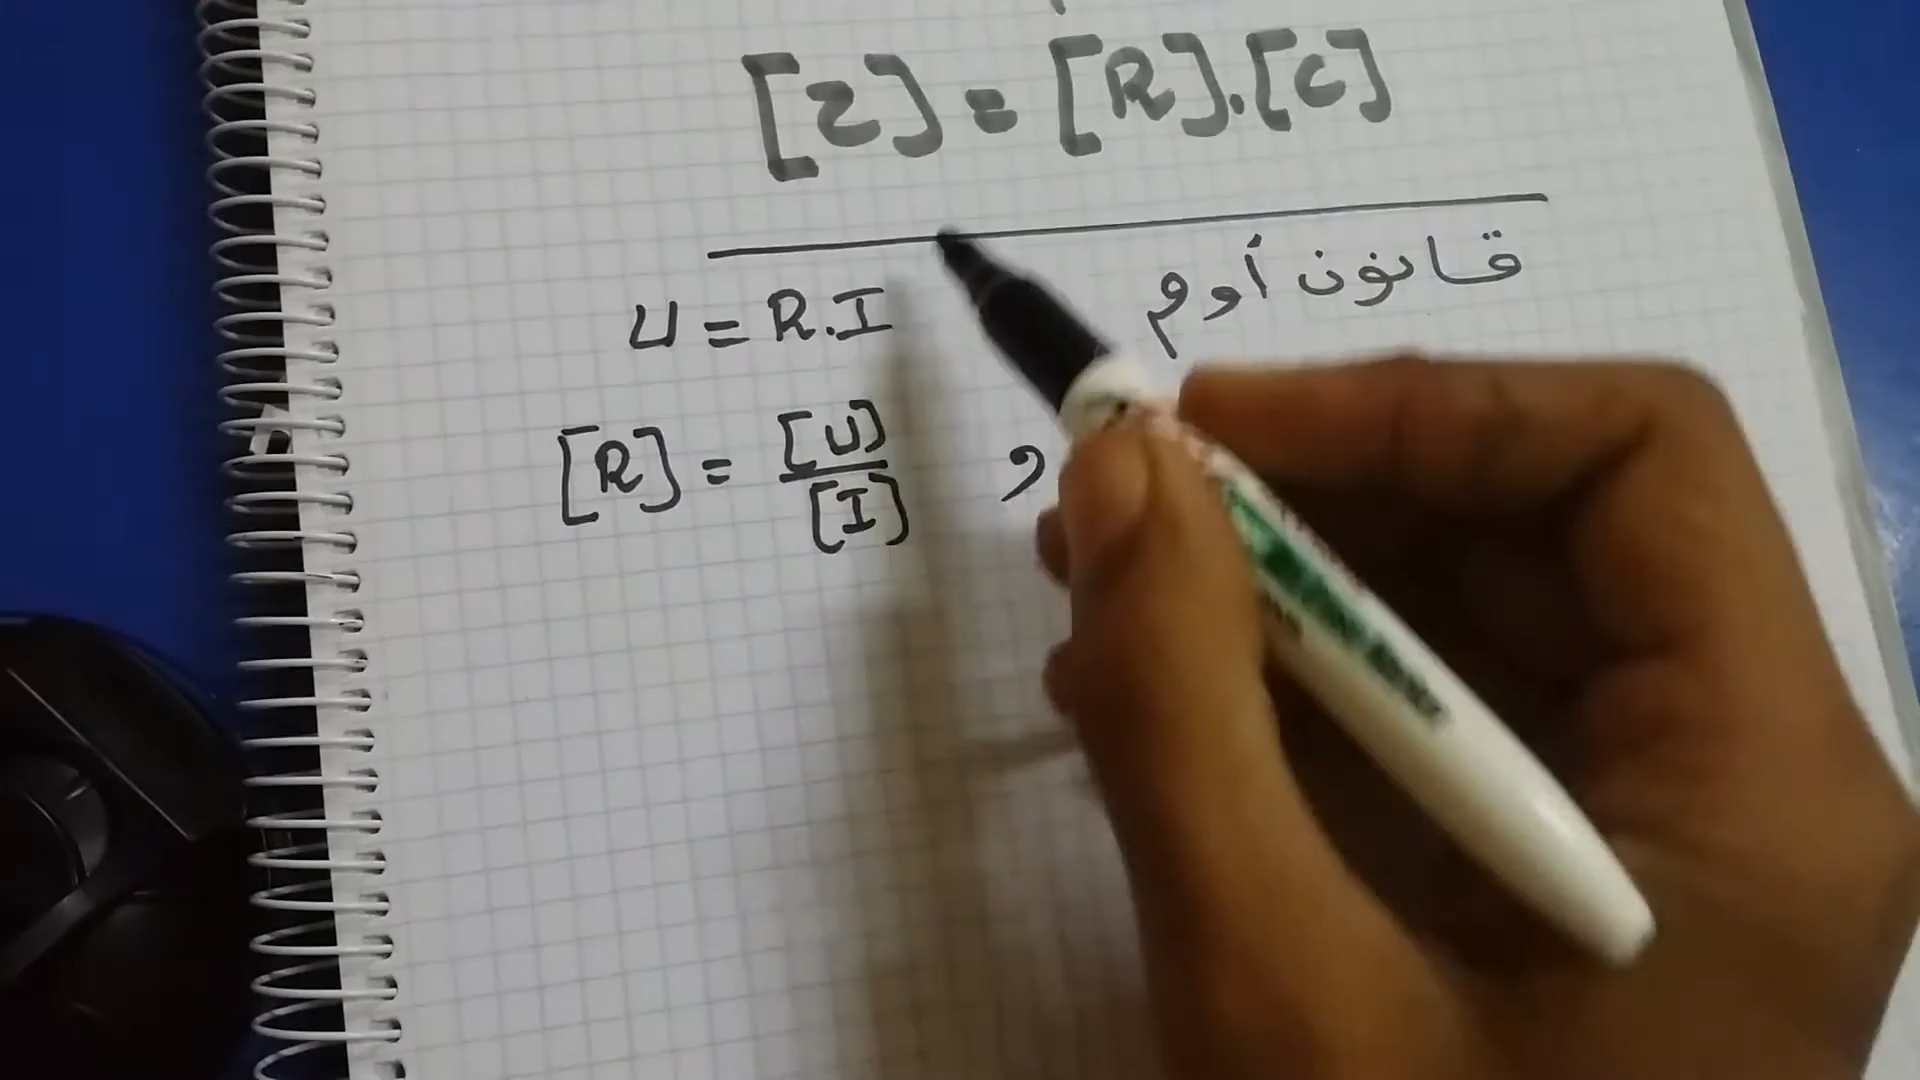 [τ] = [R].[C]
قانون أوم
U = R.I
[R] = [U]/[I] و